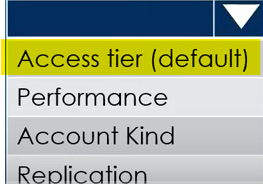 Access tier (default)
Performance
Account Kind
Replication